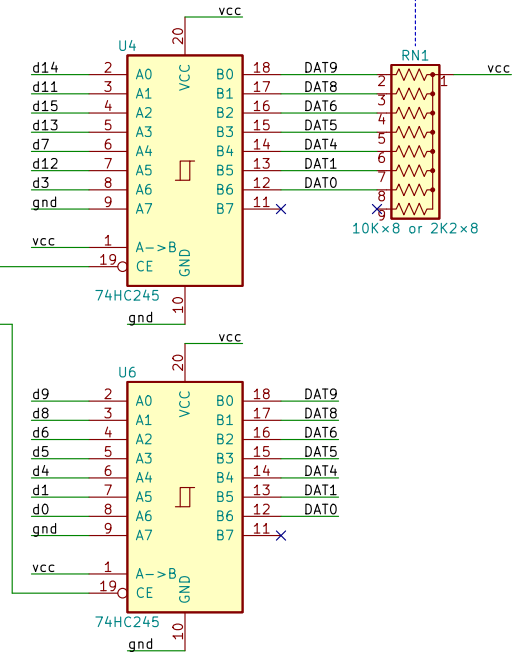 vcc
U4
20
RN1
VCC
d14 2 A0 B0 18 DAT9 2 1 vcc
d11 3 A1 B1 17 DAT8 3
d15 4 A2 B2 16 DAT6 4
d13 5 A3 B3 15 DAT5 5
d7 6 A4 B4 14 DAT4 6
d12 7 A5 B5 13 DAT1 7
d3 8 A6 B6 12 DAT0 8
gnd 9 A7 B7 11 9
10K×8 or 2K2×8
vcc 1 A->B
19 CE GND
74HC245 10
gnd
vcc
U6
20
VCC
d9 2 A0 B0 18 DAT9
d8 3 A1 B1 17 DAT8
d6 4 A2 B2 16 DAT6
d5 5 A3 B3 15 DAT5
d4 6 A4 B4 14 DAT4
d1 7 A5 B5 13 DAT1
d0 8 A6 B6 12 DAT0
gnd 9 A7 B7 11
vcc 1 A->B
19 CE GND
74HC245 10
gnd